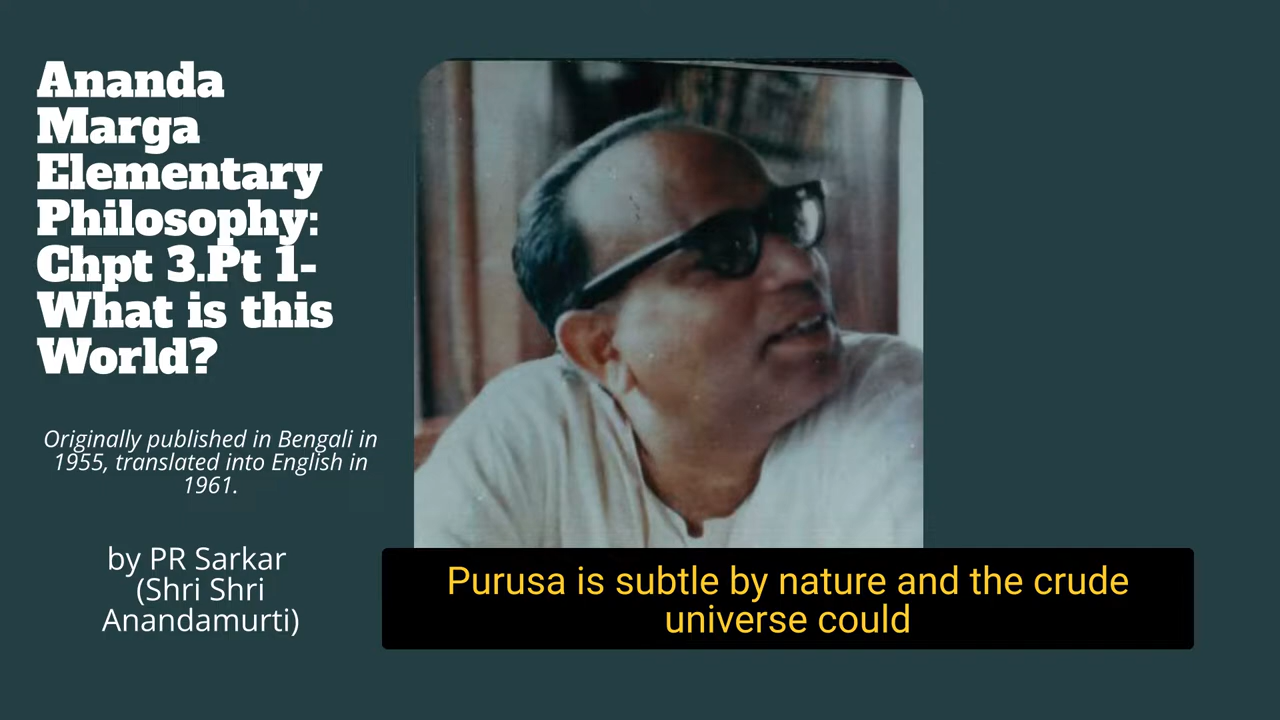 Ananda
Marga
Elementary
Philosophy:
Chpt 3.Pt 1-
What is this
World?
Originally published in Bengali in
1955, translated into English in
1961.
by PR Sarkar
(Shri Shri
Anandamurti)
Purusa is subtle by nature and the crude
universe could